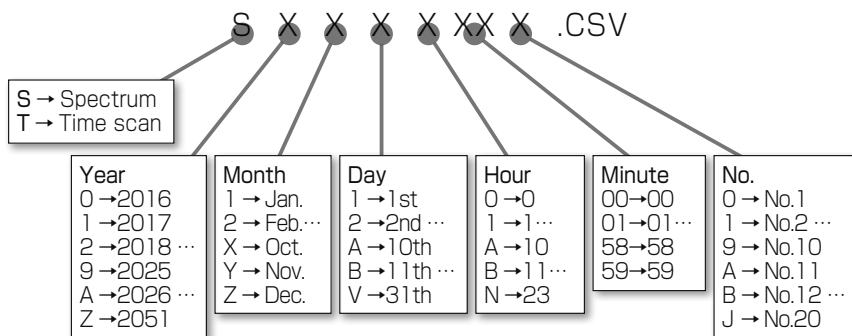 S X X X X XX X .CSV
S → Spectrum
T → Time scan
Year
0 →2016
1 →2017
2 →2018 …
9 →2025
A →2026 …
Z →2051
Month
1 → Jan.
2 → Feb.…
X → Oct.
Y → Nov.
Z → Dec.
Day
1 →1st
2 →2nd …
A →10th
B →11th …
V →31th
Hour
0 →0
1 →1…
A →10
B →11…
N →23
Minute
00→00
01→01…
58→58
59→59
No.
0 → No.1
1 → No.2 …
9 → No.10
A → No.11
B → No.12 …
J → No.20